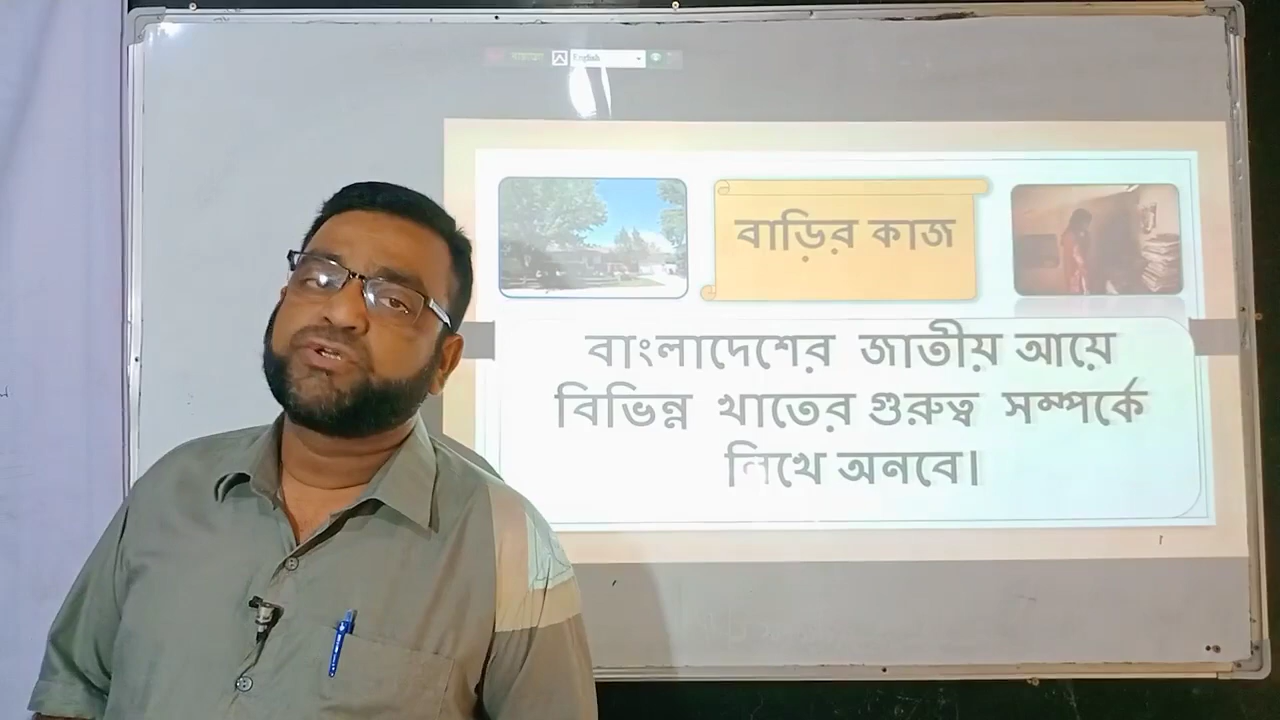 English
বাড়ির কাজ
বাংলাদেশের জাতীয় আয়ে
বিভিন্ন খাতের গুরুত্ব সম্পর্কে
লিখে অনবে।